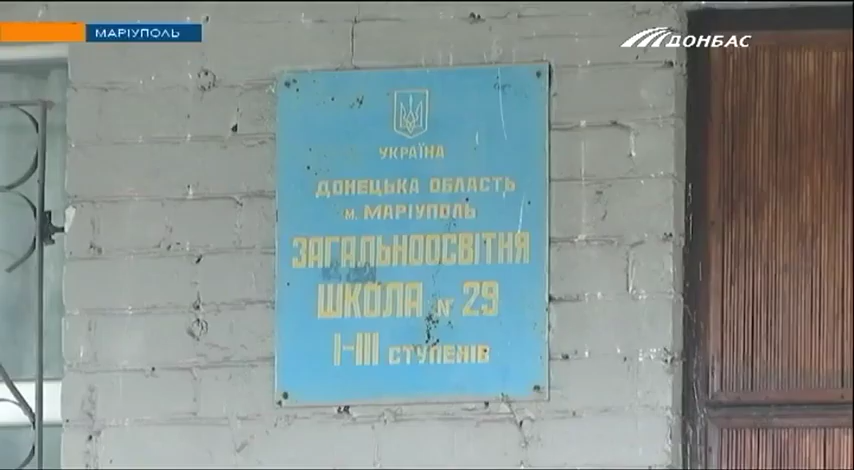 МАРІУПОЛЬ
ДОНБАС
УКРАЇНА
ДОНЕЦЬКА ОБЛАСТЬ
м. МАРІУПОЛЬ
ЗАГАЛЬНООСВІТНЯ
ШКОЛА № 29
І-ІІІ СТУПЕНІВ